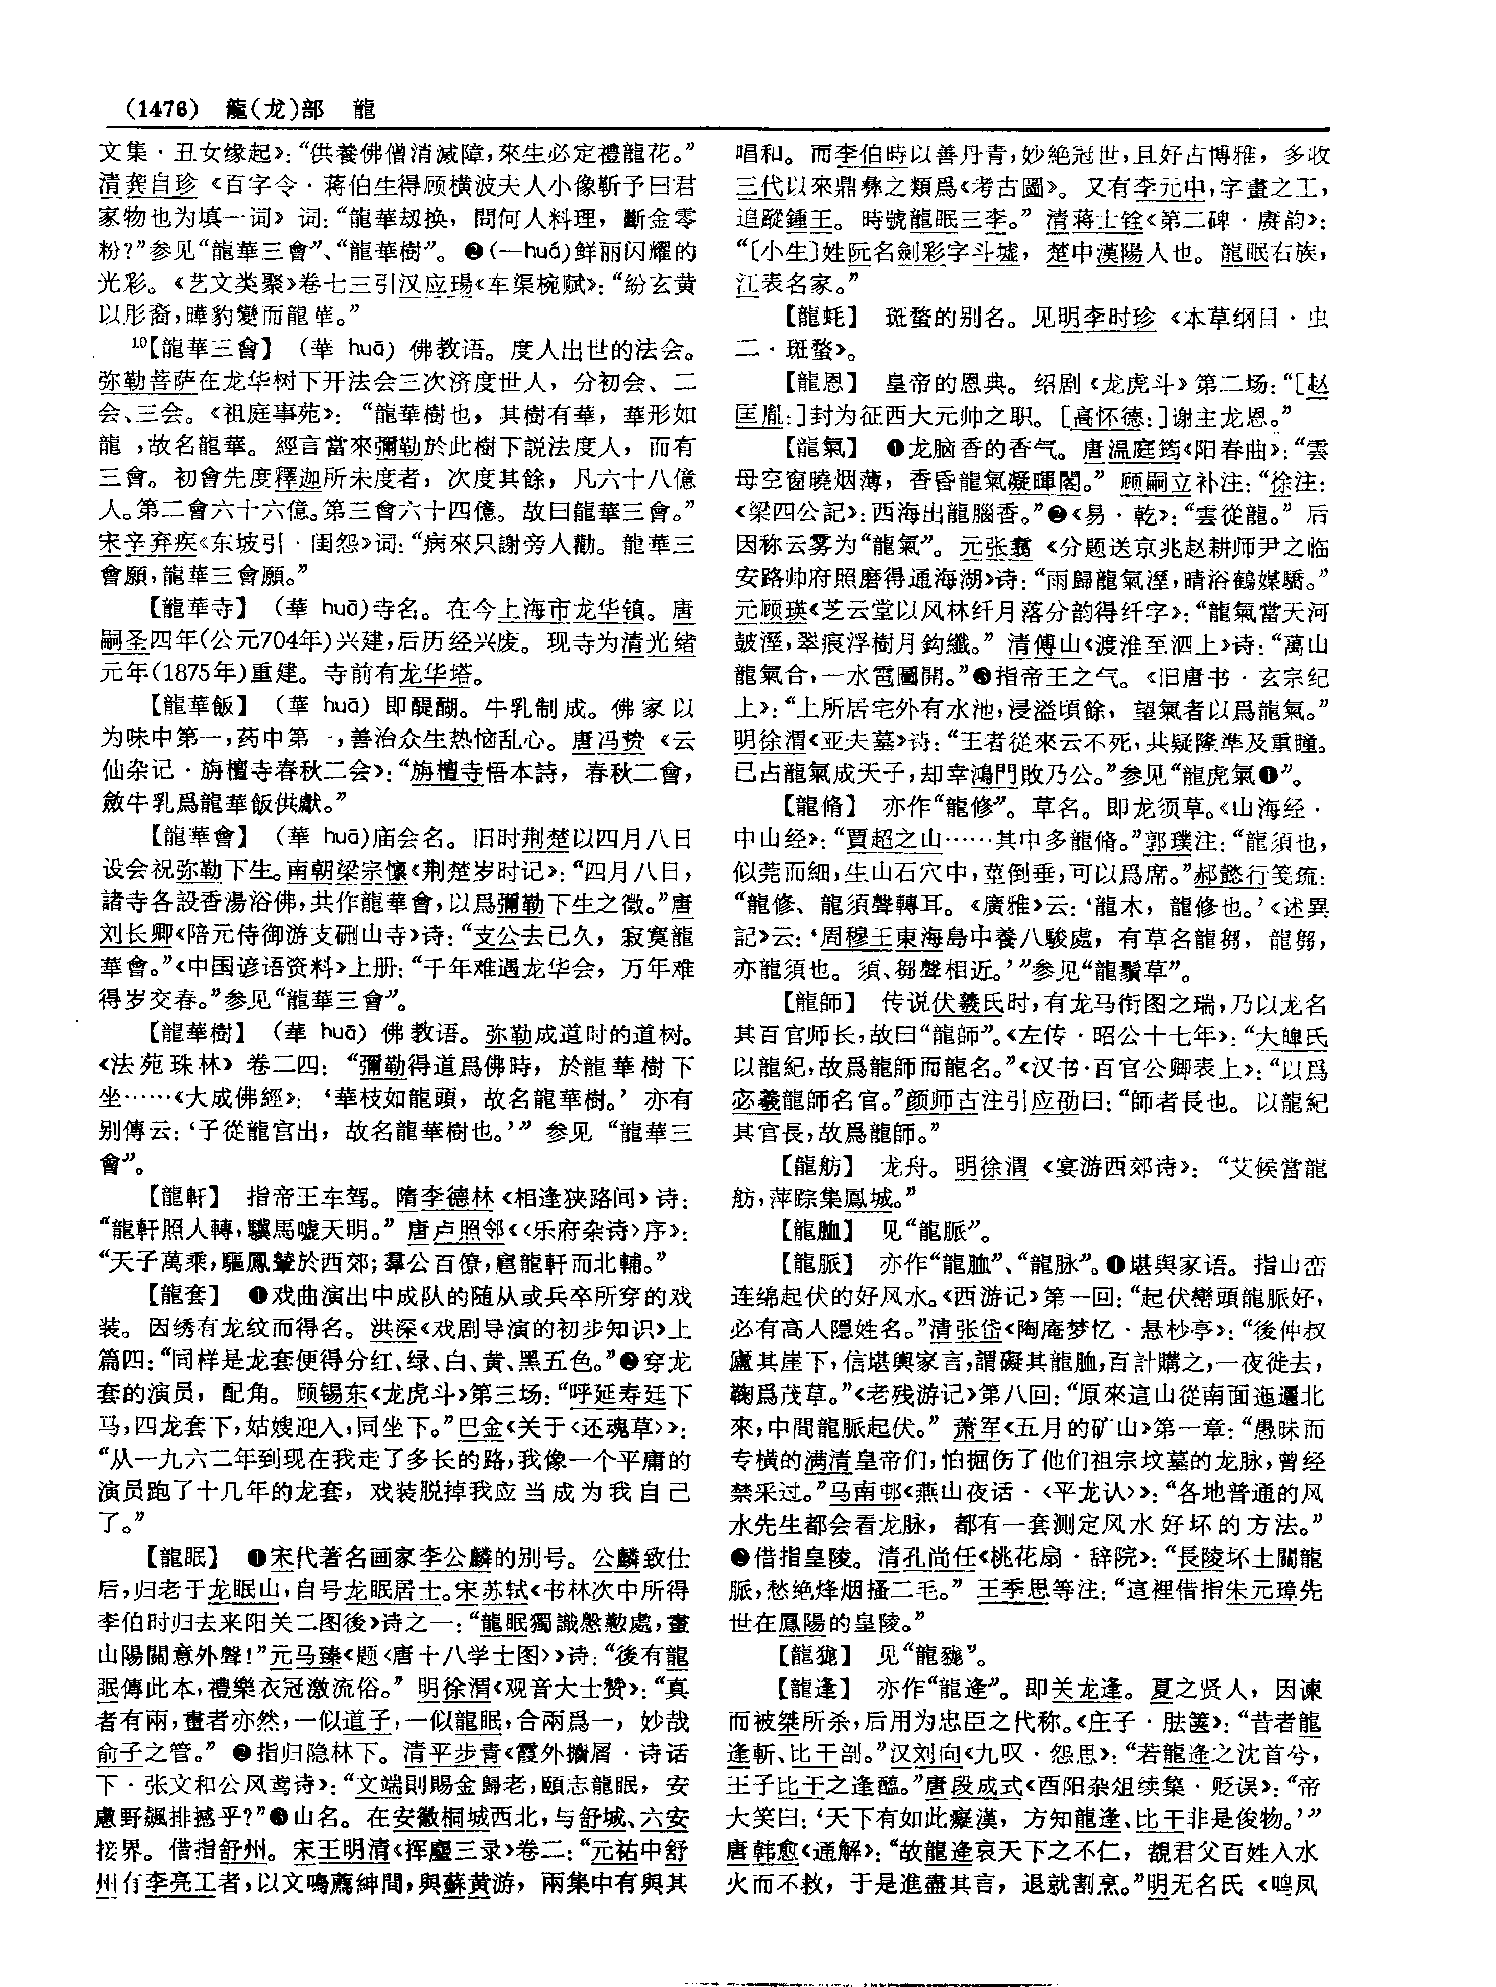 (1476) 龍(龙)部 龍
文集·丑女缘起》:“供養佛僧消滅障,來生必定禮龍花。”
清龚自珍《百字令·蒋伯生得顾横波夫人小像靳予曰君
家物也为填一词》词:“龍華刼换，問何人料理，斷金零
粉?”参见“龍華三會”、“龍華樹”。❷(—huá)鲜丽闪耀的
光彩。《艺文类聚》卷七三引汉应瑒《车渠椀赋》:“紛玄黄
以彤裔,曄豹變而龍華。”
¹⁰【龍華三會】(華 huā)佛教语。度人出世的法会。
弥勒菩萨在龙华树下开法会三次济度世人，分初会、二
会、三会。《祖庭事苑》:“龍華樹也，其樹有華，華形如
龍,故名龍華。經言當來彌勒於此樹下説法度人，而有
三會。初會先度釋迦所未度者，次度其餘，凡六十八億
人。第二會六十六億。第三會六十四億。故曰龍華三會。”
宋辛弃疾《东坡引·闺怨》词:“病來只謝旁人勸。龍華三
會願,龍華三會願。”
【龍華寺】(華 huā)寺名。在今上海市龙华镇。唐
嗣圣四年(公元704年)兴建,后历经兴废。现寺为清光绪
元年(1875年)重建。寺前有龙华塔。
【龍華飯】(華 huā)即醍醐。牛乳制成。佛家以
为味中第一,药中第一,善治众生热恼乱心。唐冯贽《云
仙杂记·旃檀寺春秋二会》:“旃檀寺悟本詩，春秋二會，
斂牛乳爲龍華飯供獻。”
【龍華會】(華 huā)庙会名。旧时荆楚以四月八日
设会祝弥勒下生。南朝梁宗懔《荆楚岁时记》:“四月八日，
諸寺各設香湯浴佛,共作龍華會,以爲彌勒下生之徵。”唐
刘长卿《陪元侍御游支硎山寺》诗:“支公去已久，寂寞龍
華會。”《中国谚语资料》上册:“千年难遇龙华会，万年难
得岁交春。”参见“龍華三會”。
【龍華樹】(華 huā)佛教语。弥勒成道时的道树。
《法苑珠林》卷二四:“彌勒得道爲佛時，於龍華樹下
坐……《大成佛經》:‘華枝如龍頭，故名龍華樹。’亦有
别傳云:‘子從龍宫出，故名龍華樹也。’”参见“龍華三
會”。
【龍軒】 指帝王车驾。隋李德林《相逢狭路间》诗:
“龍軒照人轉,驥馬嘘天明。”唐卢照邻《〈乐府杂诗〉序》:
“天子萬乘,驅鳳輦於西郊;羣公百僚,扈龍軒而北輔。”
【龍套】 ❶戏曲演出中成队的随从或兵卒所穿的戏
装。因绣有龙纹而得名。洪深《戏剧导演的初步知识》上
篇四:“同样是龙套便得分红、绿、白、黄、黑五色。”❷穿龙
套的演员，配角。顾锡东《龙虎斗》第三场:“呼延寿廷下
马,四龙套下,姑嫂迎入,同坐下。”巴金《关于〈还魂草〉》:
“从一九六二年到现在我走了多长的路,我像一个平庸的
演员跑了十几年的龙套，戏装脱掉我应当成为我自己
了。”
【龍眠】 ❶宋代著名画家李公麟的别号。公麟致仕
后,归老于龙眠山,自号龙眠居士。宋苏轼《书林次中所得
李伯时归去来阳关二图後》诗之一:“龍眠獨識慇懃處,畫
山陽關意外聲!”元马臻《题〈唐十八学士图〉》诗:“後有龍
眠傳此本,禮樂衣冠激流俗。”明徐渭《观音大士赞》:“真
者有兩,畫者亦然,一似道子,一似龍眠,合兩爲一，妙哉
俞子之管。”❷指归隐林下。清平步青《霞外攟屑·诗话
下·张文和公风鸢诗》:“文端則賜金歸老,頤志龍眠，安
慮野飙排撼乎?”❸山名。在安徽桐城西北,与舒城、六安
接界。借指舒州。宋王明清《挥麈三录》卷二:“元祐中舒
州有李亮工者,以文鳴薦紳間,與蘇黄游，兩集中有與其
唱和。而李伯時以善丹青,妙絶冠世,且好古博雅，多收
三代以來鼎彝之類爲《考古圖》。又有李元中,字畫之工，
追蹤鍾王。時號龍眠三李。”清蒋士铨《第二碑·赓韵》:
“〔小生〕姓阮名劍彩字斗墟，楚中漢陽人也。龍眠右族，
江表名家。”
【龍蚝】 斑蝥的别名。见明李时珍《本草纲目·虫
二·斑蝥》。
【龍恩】 皇帝的恩典。绍剧《龙虎斗》第二场:“[赵
匡胤:]封为征西大元帅之职。[高怀德:]谢主龙恩。”
【龍氣】 ❶龙脑香的香气。唐温庭筠《阳春曲》:“雲
母空窗曉烟薄，香昏龍氣凝暉閣。”顾嗣立补注:“徐注:
《梁四公記》:西海出龍腦香。”❷《易·乾》:“雲從龍。”后
因称云雾为“龍氣”。元张翥《分题送京兆赵耕师尹之临
安路帅府照磨得通海湖》诗:“雨歸龍氣溼,晴浴鶴媒驕。”
元顾瑛《芝云堂以风林纤月落分韵得纤字》:“龍氣當天河
鼓溼,翠痕浮樹月鈎纖。”清傅山《渡淮至泗上》诗:“萬山
龍氣合,一水雹圖開。”❸指帝王之气。《旧唐书·玄宗纪
上》:“上所居宅外有水池,浸溢頃餘，望氣者以爲龍氣。”
明徐渭《亚夫墓》诗:“王者從來云不死,共疑隆準及重瞳。
已占龍氣成天子,却幸鴻門敗乃公。”参见“龍虎氣❶”。
【龍脩】 亦作“龍修”。草名。即龙须草。《山海经·
中山经》:“賈超之山……其中多龍脩。”郭璞注:“龍須也，
似莞而細,生山石穴中,莖倒垂,可以爲席。”郝懿行笺疏:
“龍修、龍須聲轉耳。《廣雅》云:‘龍木，龍修也。’《述異
記》云:‘周穆王東海島中養八駿處，有草名龍芻，龍芻，
亦龍須也。須、芻聲相近。’”参见“龍鬚草”。
【龍師】 传说伏羲氏时,有龙马衔图之瑞,乃以龙名
其百官师长,故曰“龍師”。《左传·昭公十七年》:“大皞氏
以龍紀,故爲龍師而龍名。”《汉书·百官公卿表上》:“以爲
宓羲龍師名官。”颜师古注引应劭曰:“師者長也。以龍紀
其官長,故爲龍師。”
【龍舫】 龙舟。明徐渭《宴游西郊诗》:“艾候當龍
舫,萍踪集鳳城。”
【龍䘑】 见“龍脈”。
【龍脈】 亦作“龍䘑”、“龍脉”。❶堪舆家语。指山峦
连绵起伏的好风水。《西游记》第一回:“起伏巒頭龍脈好，
必有高人隱姓名。”清张岱《陶庵梦忆·悬杪亭》:“後仲叔
廬其崖下,信堪輿家言,謂礙其龍䘑,百計購之,一夜徙去，
鞠爲茂草。”《老残游记》第八回:“原來這山從南面迤邐北
來,中間龍脈起伏。”萧军《五月的矿山》第一章:“愚昧而
专横的满清皇帝们,怕掘伤了他们祖宗坟墓的龙脉,曾经
禁采过。”马南邨《燕山夜话·〈平龙认〉》:“各地普通的风
水先生都会看龙脉，都有一套测定风水好坏的方法。”
❷借指皇陵。清孔尚任《桃花扇·辞院》:“長陵坏土關龍
脈,愁绝烽烟搔二毛。”王季思等注:“這裡借指朱元璋先
世在鳳陽的皇陵。”
【龍狵】 见“龍豵”。
【龍逢】 亦作“龍逄”。即关龙逢。夏之贤人，因谏
而被桀所杀,后用为忠臣之代称。《庄子·胠箧》:“昔者龍
逢斬、比干剖。”汉刘向《九叹·怨思》:“若龍逄之沈首兮，
王子比干之逢醢。”唐段成式《酉阳杂俎续集·贬误》:“帝
大笑曰:‘天下有如此癡漢，方知龍逢、比干非是俊物。’”
唐韩愈《通解》:“故龍逄哀天下之不仁，覩君父百姓入水
火而不救，于是進盡其言，退就割烹。”明无名氏《鸣凤